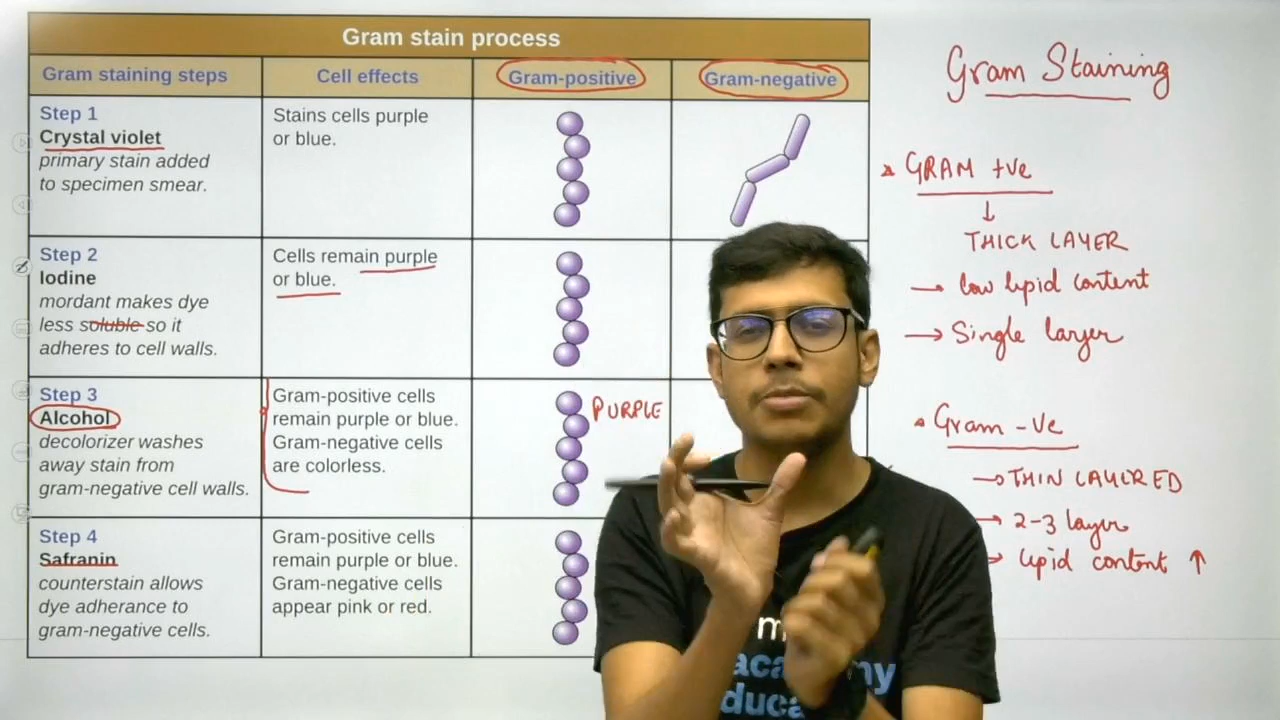 Gram stain process
Gram staining steps
Cell effects
Gram-positive
Gram-negative
Step 1
Crystal violet
primary stain added
to specimen smear.
Stains cells purple
or blue.
Step 2
Iodine
mordant makes dye
less soluble so it
adheres to cell walls.
Cells remain purple
or blue.
Step 3
Alcohol
decolorizer washes
away stain from
gram-negative cell walls.
Gram-positive cells
remain purple or blue.
Gram-negative cells
are colorless.
PURPLE
Step 4
Safranin
counterstain allows
dye adherance to
gram-negative cells.
Gram-positive cells
remain purple or blue.
Gram-negative cells
appear pink or red.
Gram Staining
GRAM +ve
THICK LAYER
→ low lipid content
→ Single layer
Gram -ve
→ THIN LAYERED
→ 2-3 layer
→ lipid content ↑